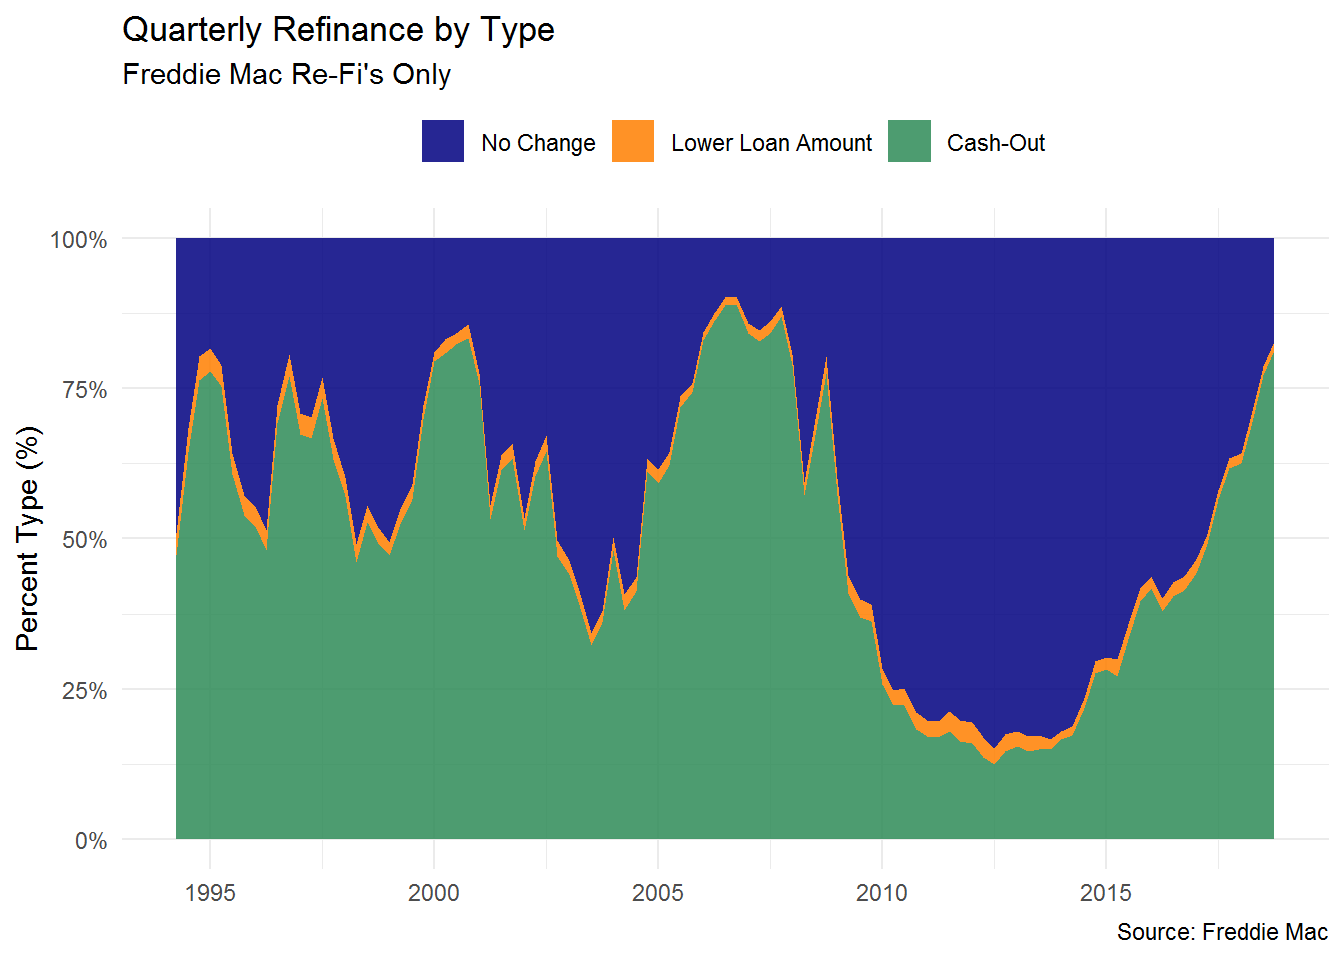 Quarterly Refinance by Type
Freddie Mac Re-Fi's Only
No Change Lower Loan Amount Cash-Out
100%
75%
50%
25%
0%
Percent Type (%)
1995 2000 2005 2010 2015
Source: Freddie Mac